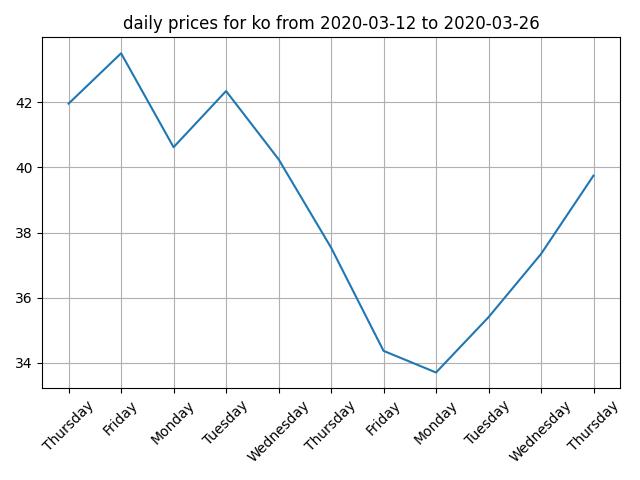 daily prices for ko from 2020-03-12 to 2020-03-26
42
40
38
36
34
Thursday
Friday
Monday
Tuesday
Wednesday
Thursday
Friday
Monday
Tuesday
Wednesday
Thursday